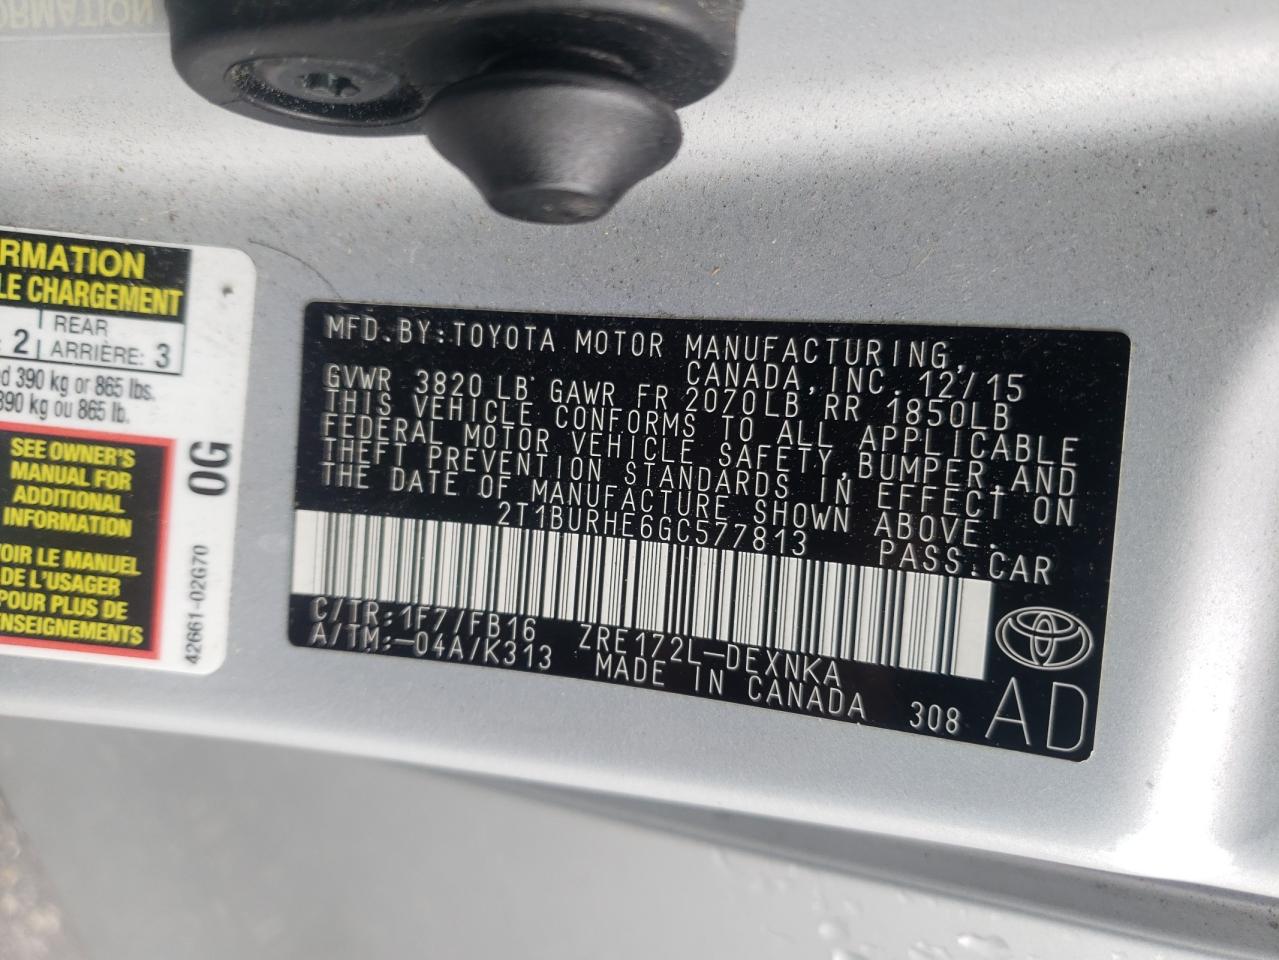 RMATION
LE CHARGEMENT
2 REAR
ARRIÈRE: 3
390 kg or 865 lbs.
390 kg ou 865 lb.
SEE OWNER'S
MANUAL FOR
ADDITIONAL
INFORMATION
VOIR LE MANUEL
DE L'USAGER
POUR PLUS DE
ENSEIGNEMENTS
0G
42661-02G70
MFD.BY:TOYOTA MOTOR MANUFACTURING,
CANADA,INC. 12/15
GVWR 3820 LB GAWR FR 2070LB RR 1850LB
THIS VEHICLE CONFORMS TO ALL APPLICABLE
FEDERAL MOTOR VEHICLE SAFETY,BUMPER,AND
THEFT PREVENTION STANDARDS IN EFFECT ON
THE DATE OF MANUFACTURE SHOWN ABOVE.
2T1BURHE6GC577813 PASS.CAR
C/TR:1F7/FB16 ZRE172L-DEXNKA
A/TM:-04A/K313 MADE IN CANADA 308 AD